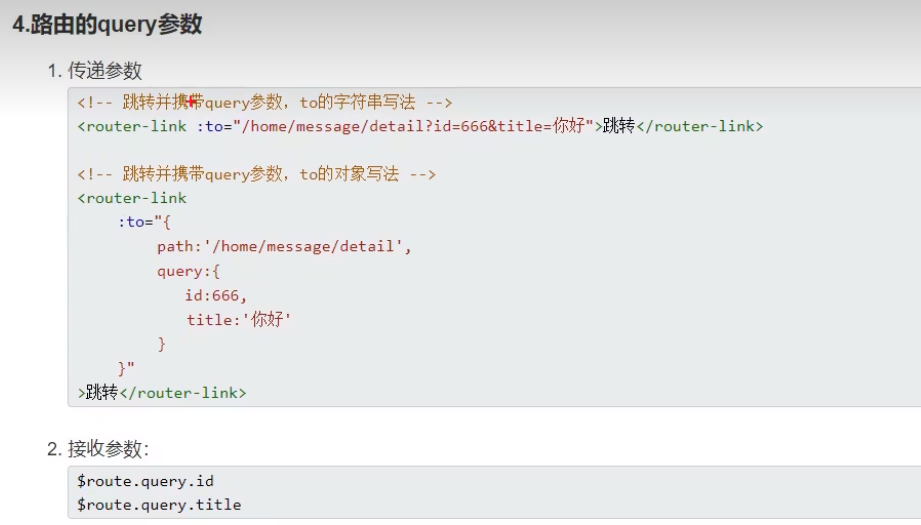 4.路由的query参数
1. 传递参数
<!-- 跳转并携带query参数，to的字符串写法 -->
<router-link :to="/home/message/detail?id=666&title=你好">跳转</router-link>
<!-- 跳转并携带query参数，to的对象写法 -->
<router-link
    :to="{
        path:'/home/message/detail',
        query:{
           id:666,
           title:'你好'
        }
    }"
>跳转</router-link>
2. 接收参数：
$route.query.id
$route.query.title